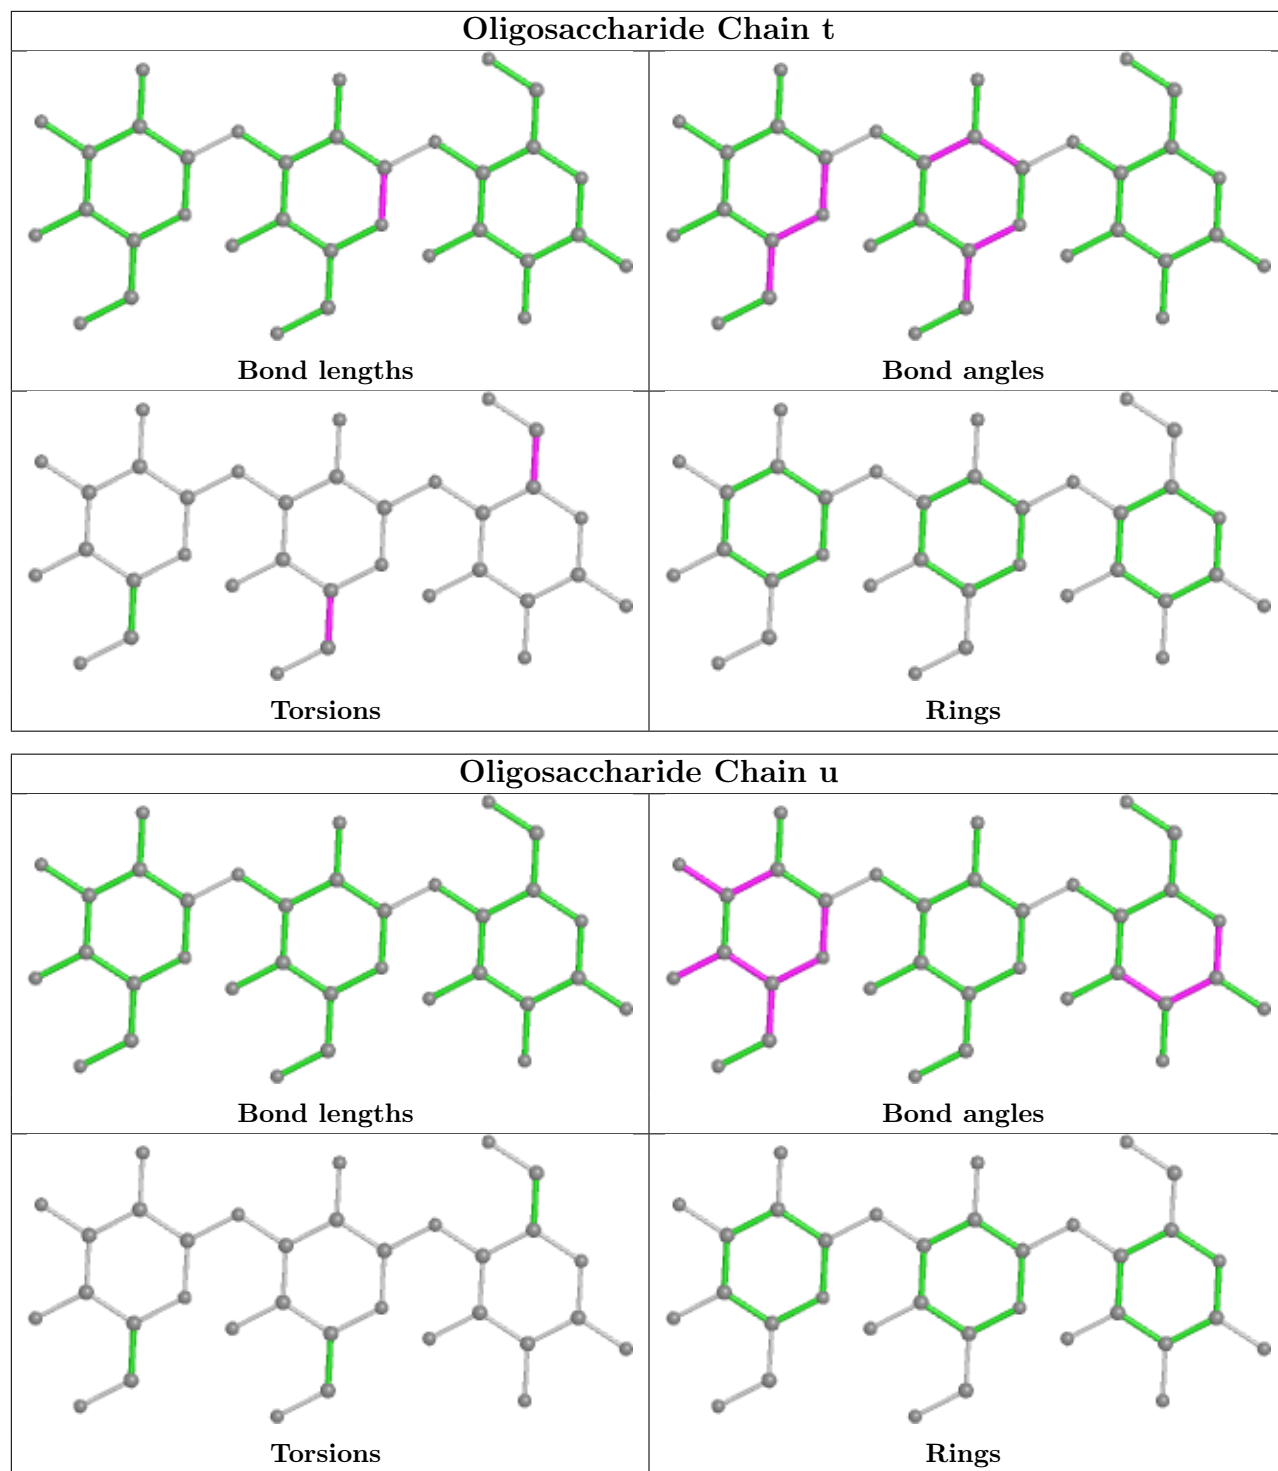 Oligosaccharide Chain t
Bond lengths
Bond angles
Torsions
Rings
Oligosaccharide Chain u
Bond lengths
Bond angles
Torsions
Rings